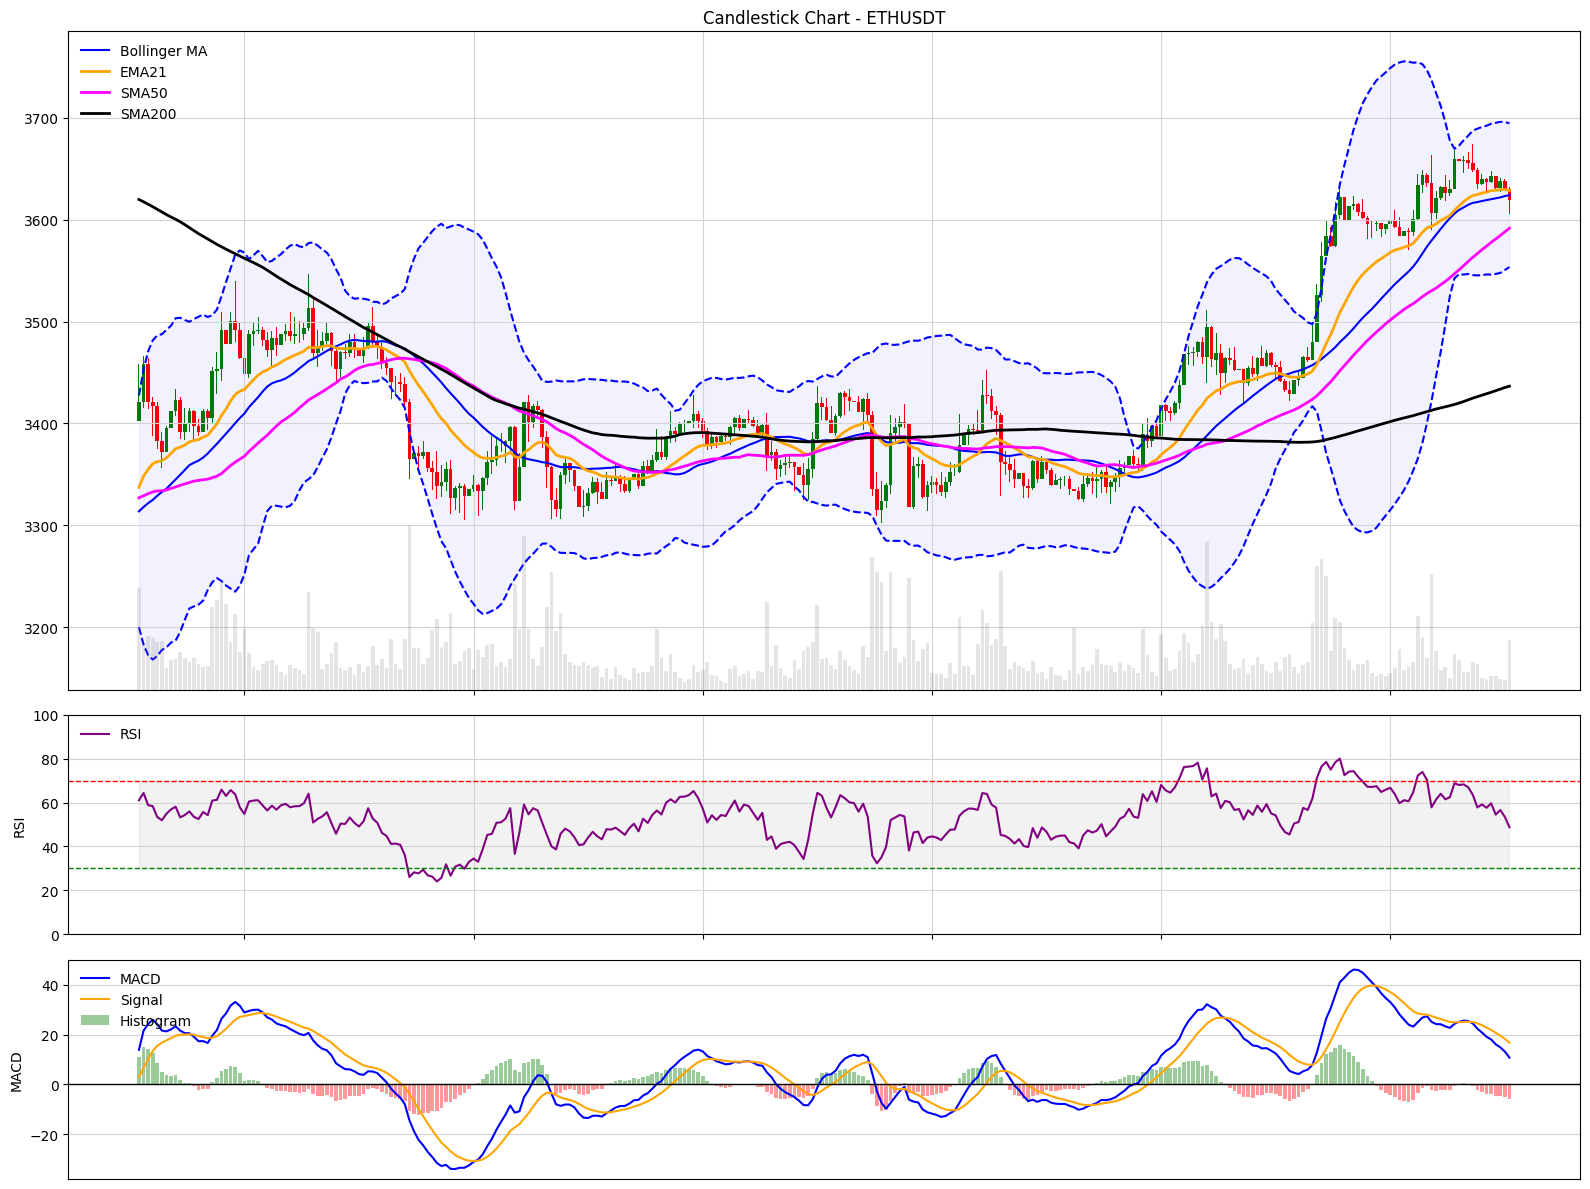 Candlestick Chart - ETHUSDT
Bollinger MA
EMA21
SMA50
SMA200
3700
3600
3500
3400
3300
3200
RSI
100
80
60
40
20
0
RSI
MACD
Signal
Histogram
40
20
0
−20
MACD